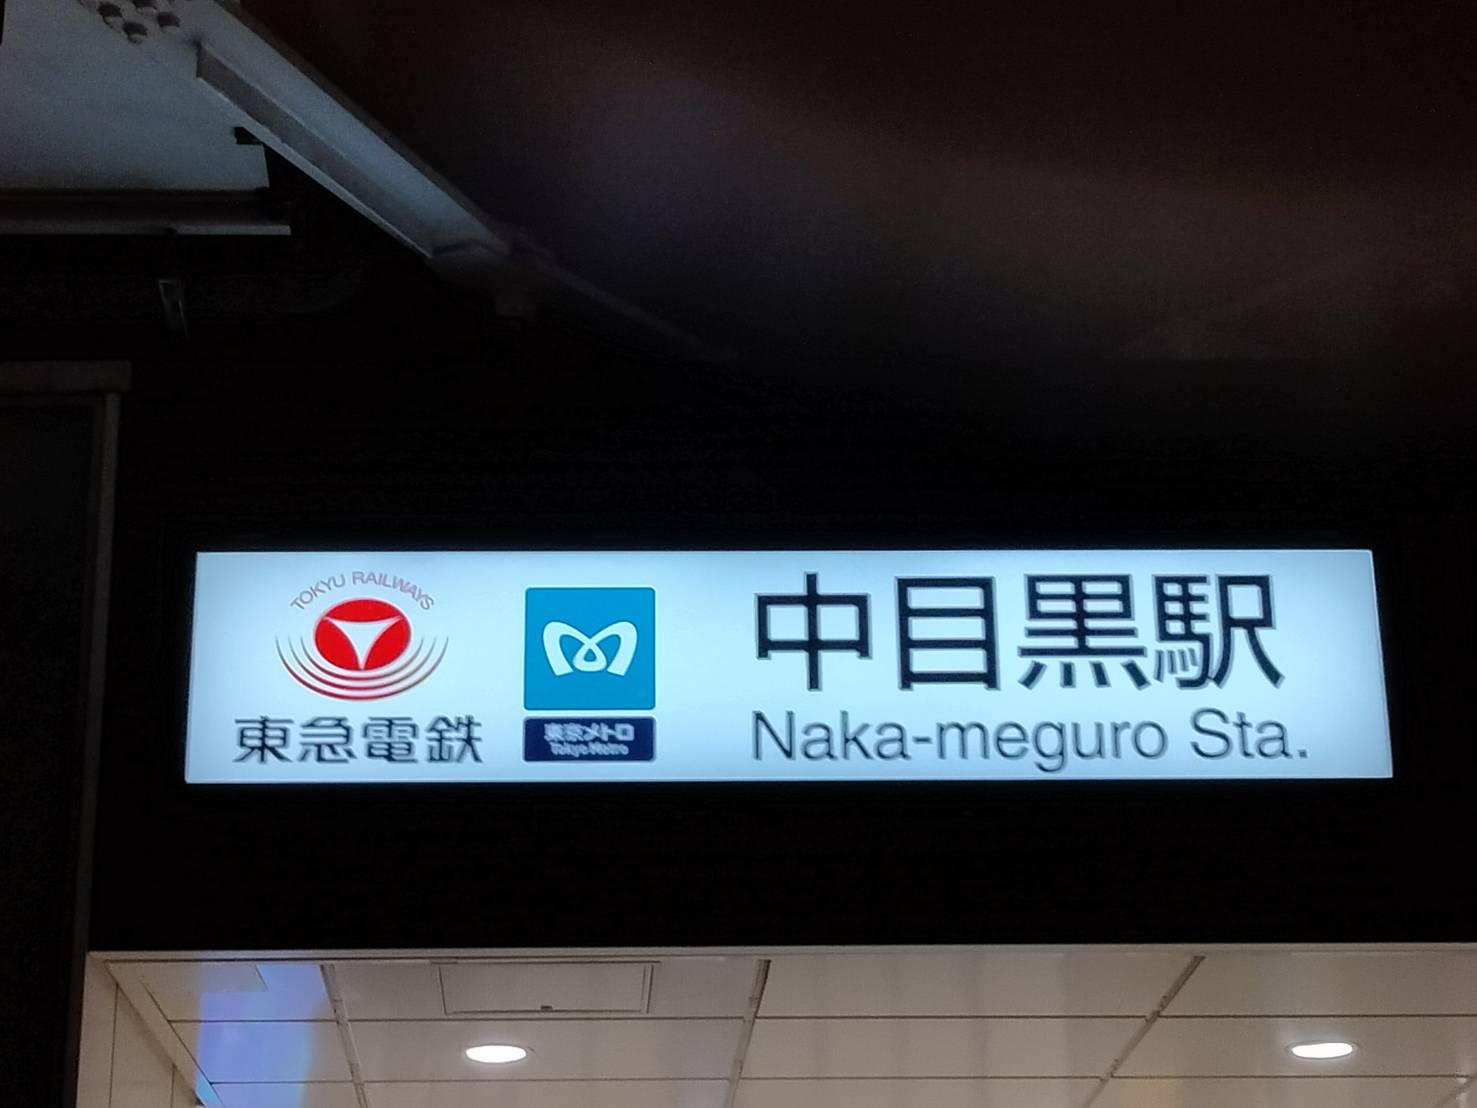 TOKYU RAILWAYS
東急電鉄
東京メトロ
Tokyo Metro
中目黒駅
Naka-meguro Sta.